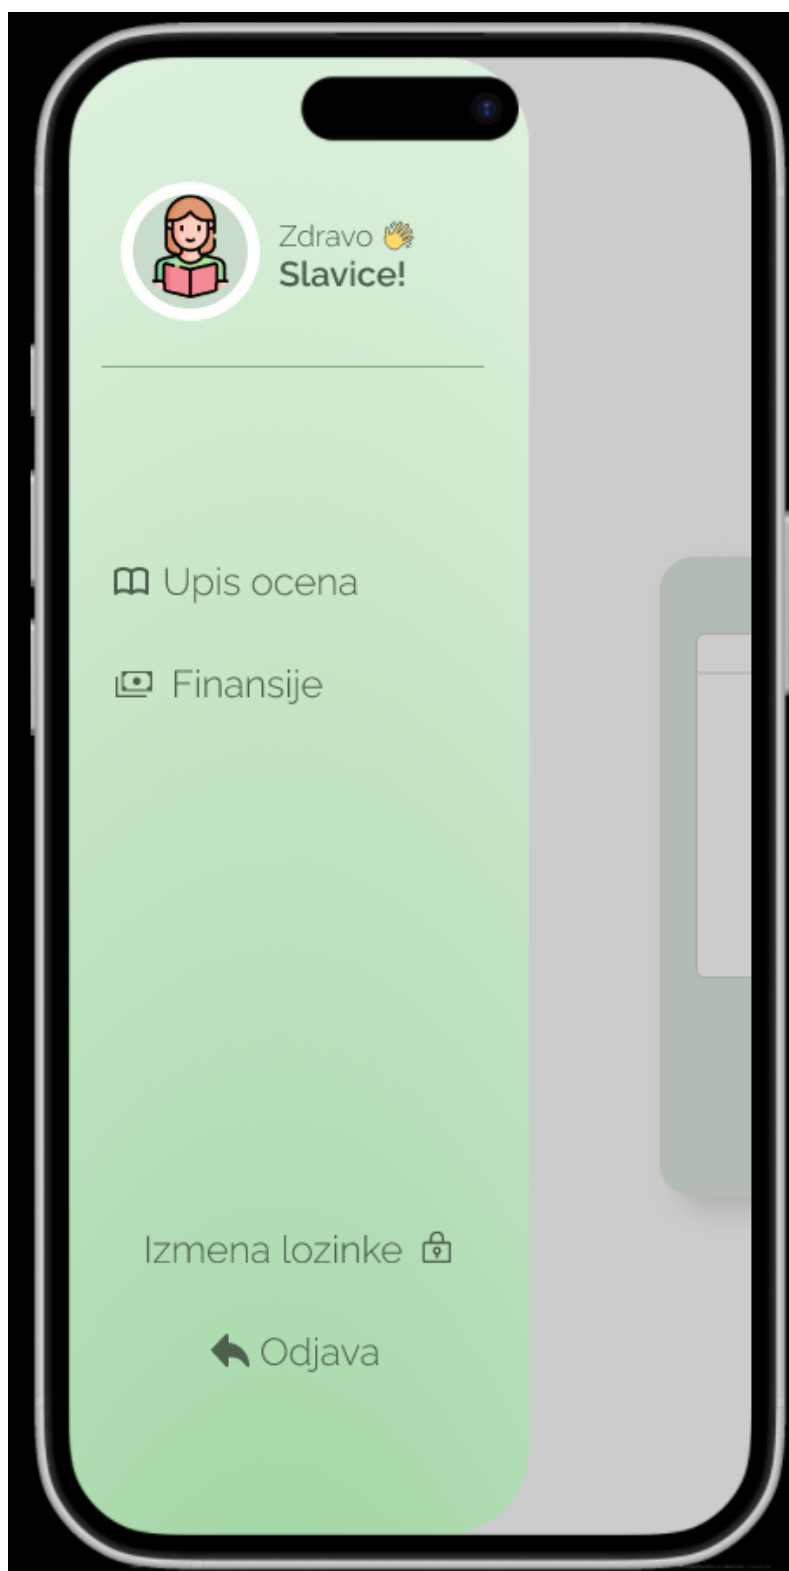 Zdravo 👋
Slavice!
Upis ocena
Finansije
Izmena lozinke
Odjava